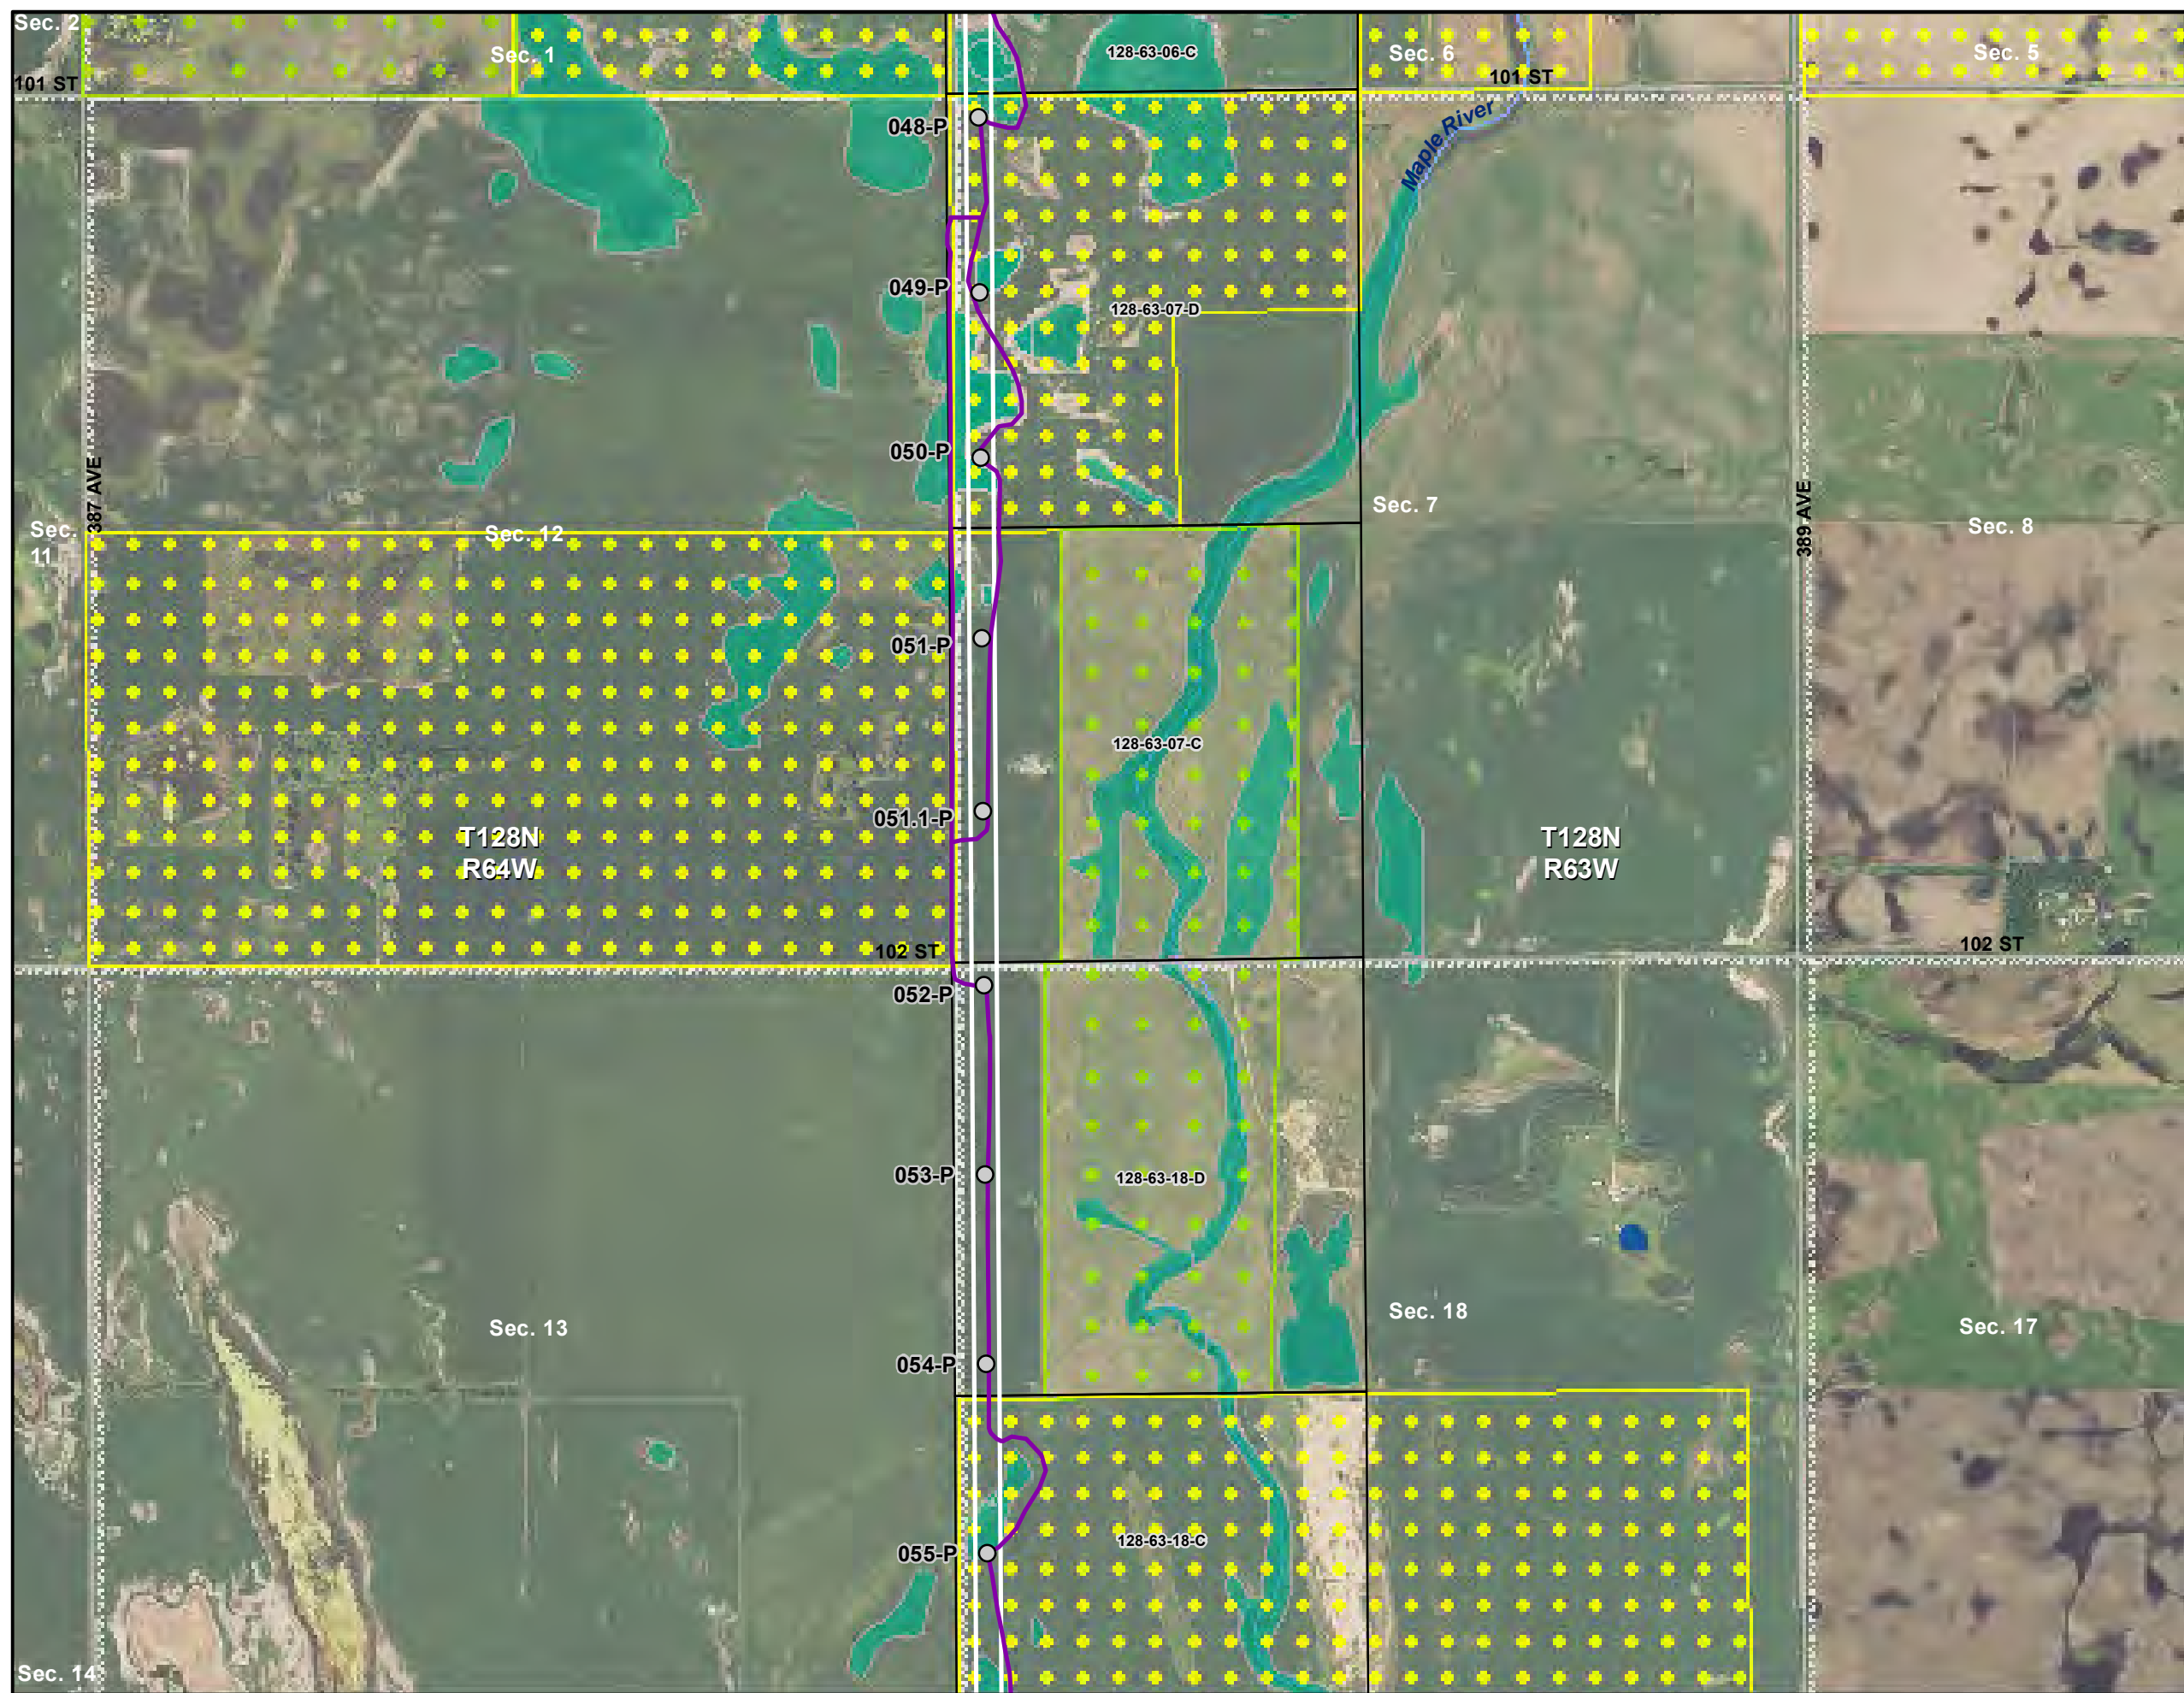 Sec. 2
Sec. 1
128-63-06-C
Sec. 6
Sec. 5
101 ST
101 ST
048-P
Maple River
049-P
128-63-07-D
050-P
387 AVE
389 AVE
Sec. 7
Sec.
11
Sec. 12
Sec. 8
051-P
128-63-07-C
051.1-P
T128N
R64W
T128N
R63W
102 ST
102 ST
052-P
053-P
128-63-18-D
Sec. 13
Sec. 18
Sec. 17
054-P
128-63-18-C
055-P
Sec. 14